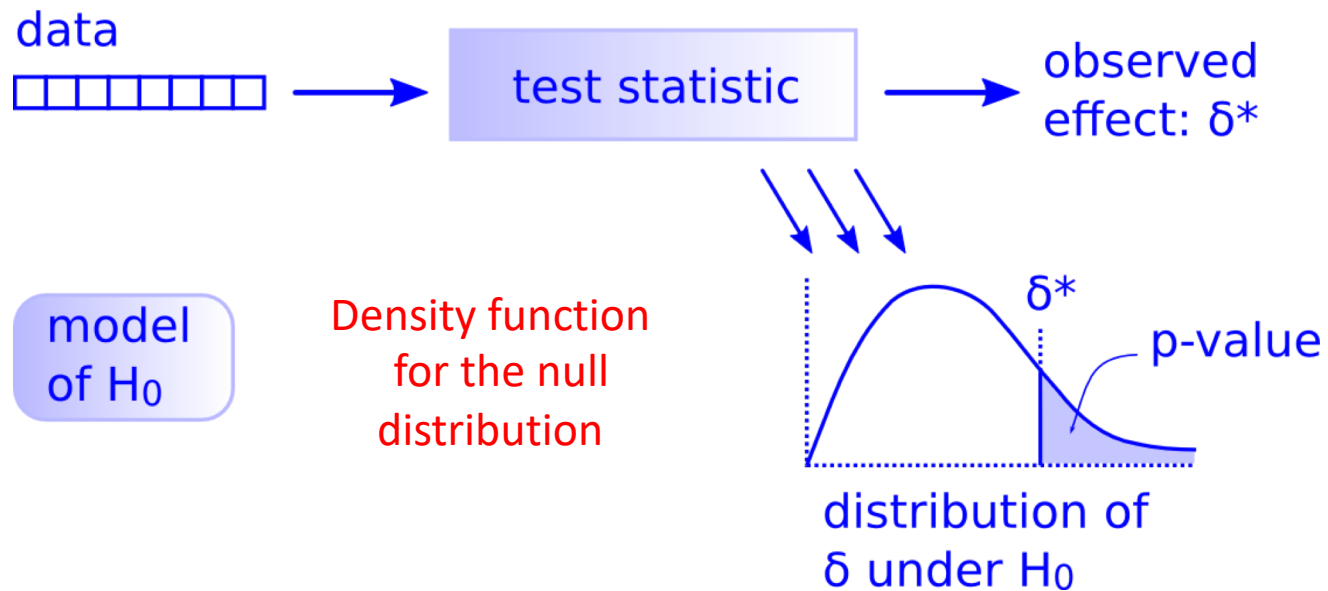 data
test statistic
observed
effect: δ*
model
of H₀
Density function
for the null
distribution
δ*
p-value
distribution of
δ under H₀